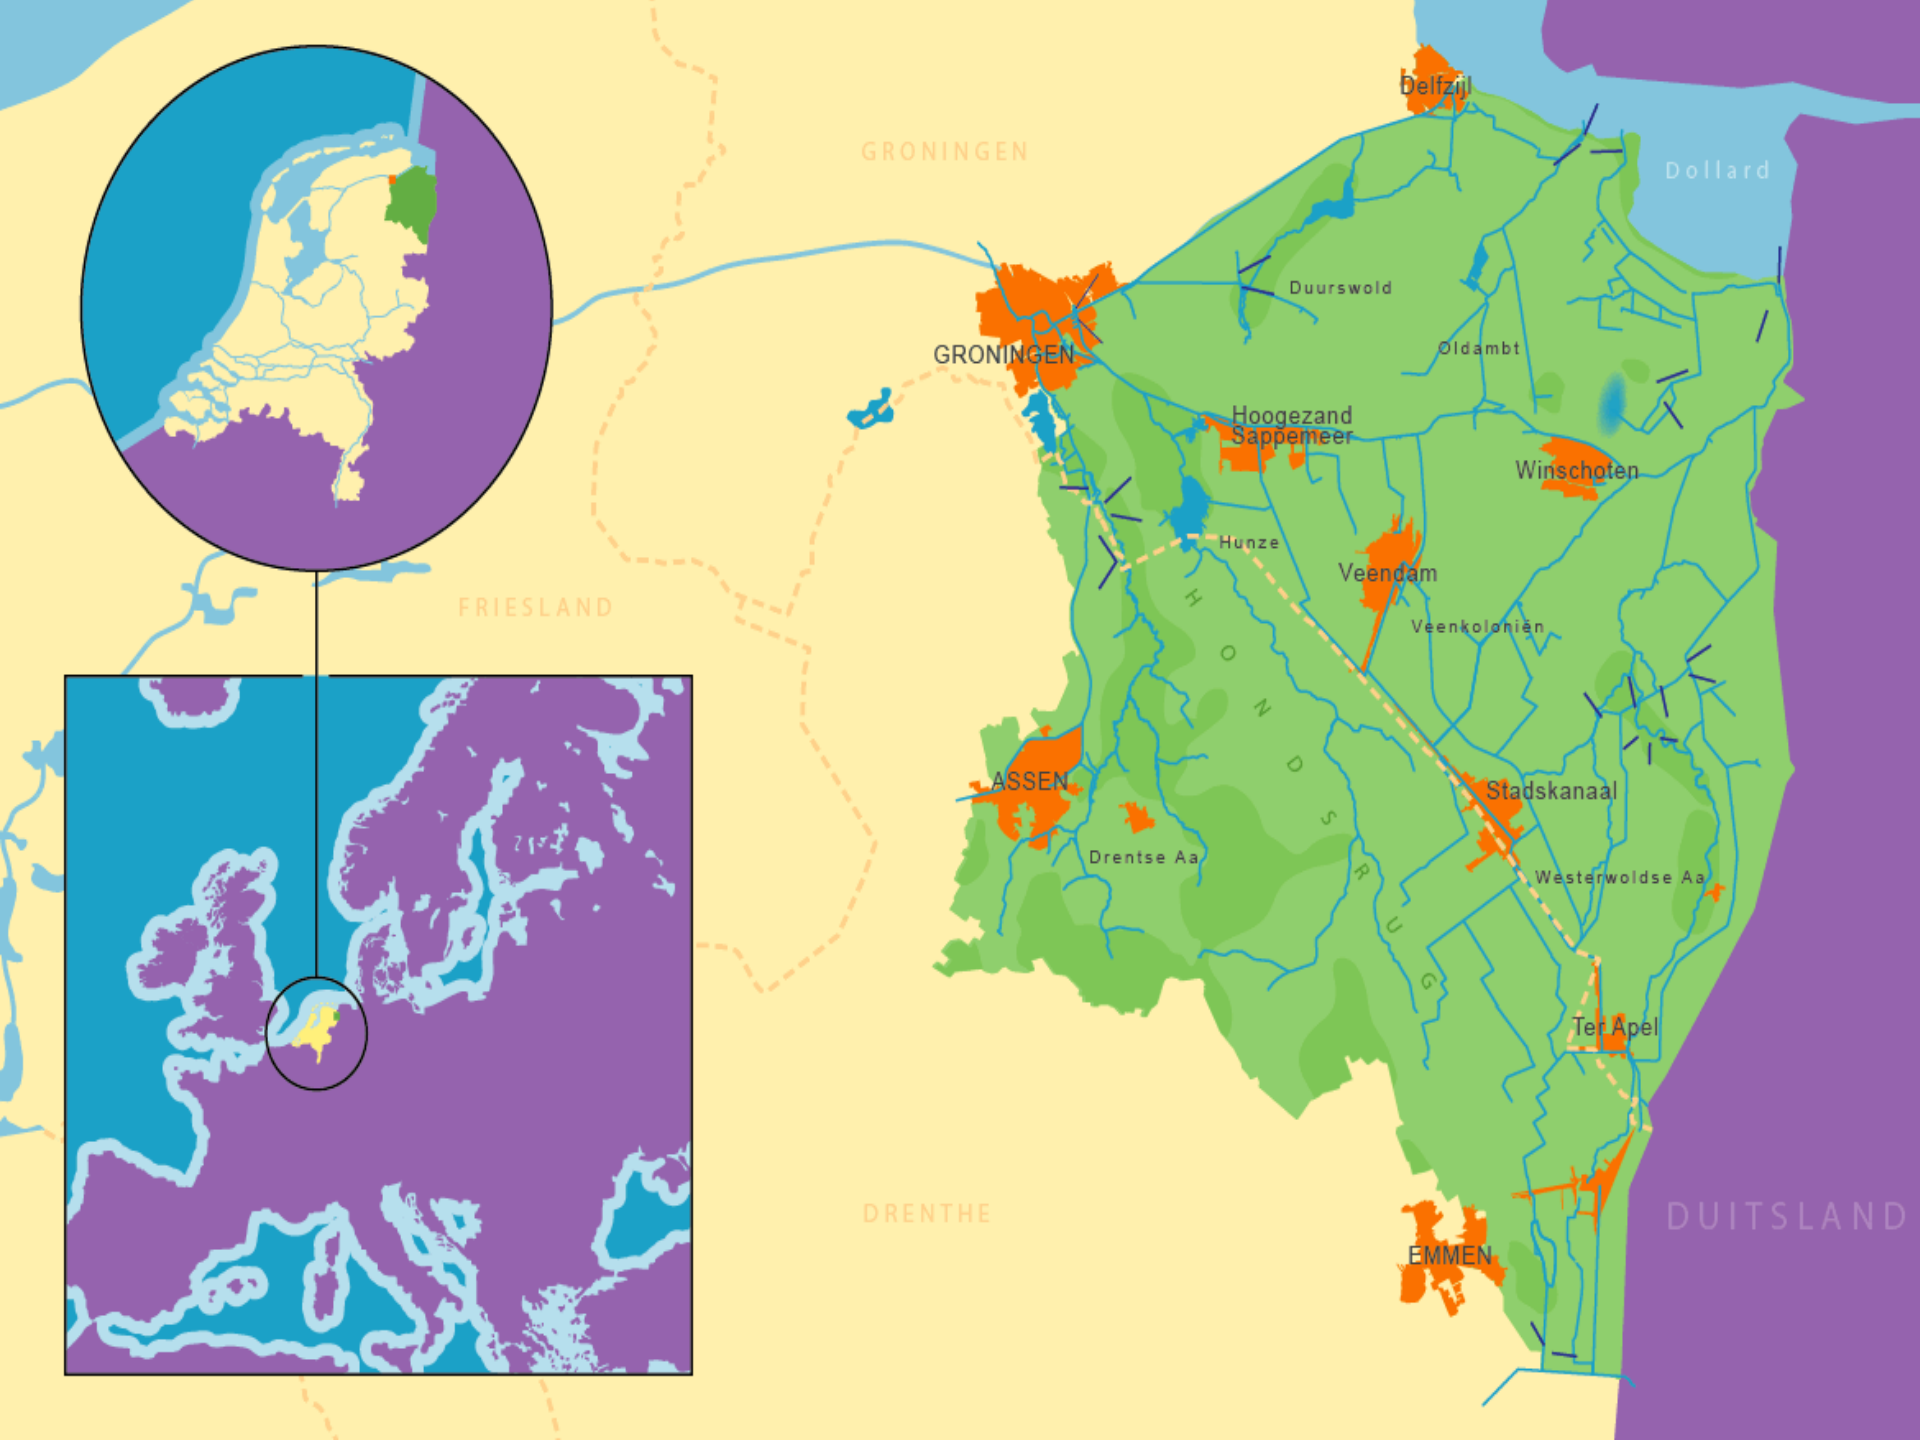 Delfzijl
GRONINGEN
Dollard
Duurswold
Oldambt
GRONINGEN
Hoogezand
Sappemeer
Winschoten
Hunze
Veendam
FRIESLAND
Veenkoloniën
HONDSRUG
ASSEN
Stadskanaal
Drentse Aa
Westerwoldse Aa
Ter Apel
DRENTHE
DUITSLAND
EMMEN